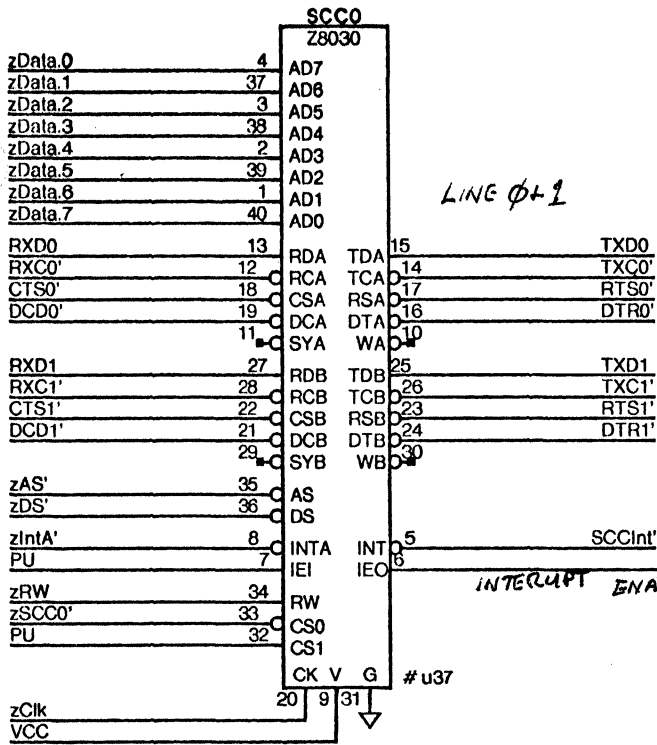 SCC0
Z8030
zData.0 4 AD7
zData.1 37 AD6
zData.2 3 AD5
zData.3 38 AD4
zData.4 2 AD3
zData.5 39 AD2
zData.6 1 AD1
zData.7 40 AD0
LINE 0+1
RXD0 13 RDA TDA 15 TXD0
RXC0' 12 RCA TCA 14 TXC0'
CTS0' 18 CSA RSA 17 RTS0'
DCD0' 19 DCA DTA 16 DTR0'
11 SYA WA 10
RXD1 27 RDB TDB 25 TXD1
RXC1' 28 RCB TCB 26 TXC1'
CTS1' 22 CSB RSB 23 RTS1'
DCD1' 21 DCB DTB 24 DTR1'
29 SYB WB 30
zAS' 35 AS
zDS' 36 DS
zIntA' 8 INTA INT 5 SCCInt'
PU 7 IEI IEO 6
INTERUPT ENA
zRW 34 RW
zSCC0' 33 CS0
PU 32 CS1
CK V G # u37
20 9 31
zClk
VCC